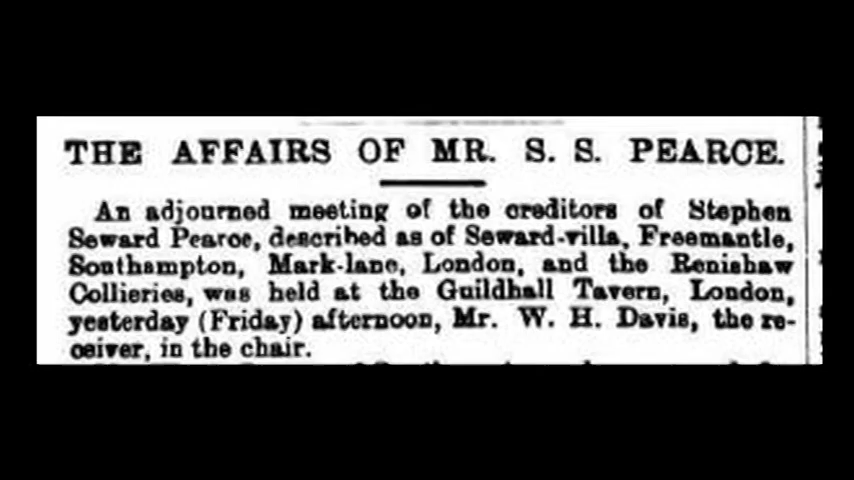 THE AFFAIRS OF MR. S. S. PEARCE.
An adjourned meeting of the creditors of Stephen
Seward Pearce, described as of Seward-villa, Freemantle,
Southampton, Mark-lane, London, and the Renishaw
Collieries, was held at the Guildhall Tavern, London,
yesterday (Friday) afternoon, Mr. W. H. Davis, the re-
ceiver, in the chair.